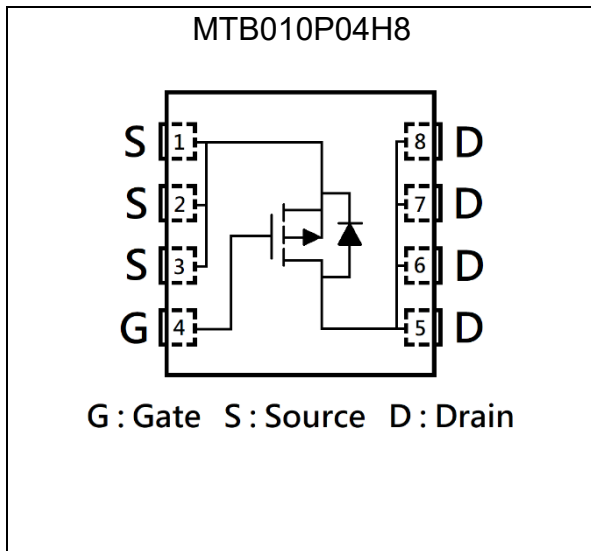 MTB010P04H8
S 1 8 D
S 2 7 D
S 3 6 D
G 4 5 D
G : Gate S : Source D : Drain